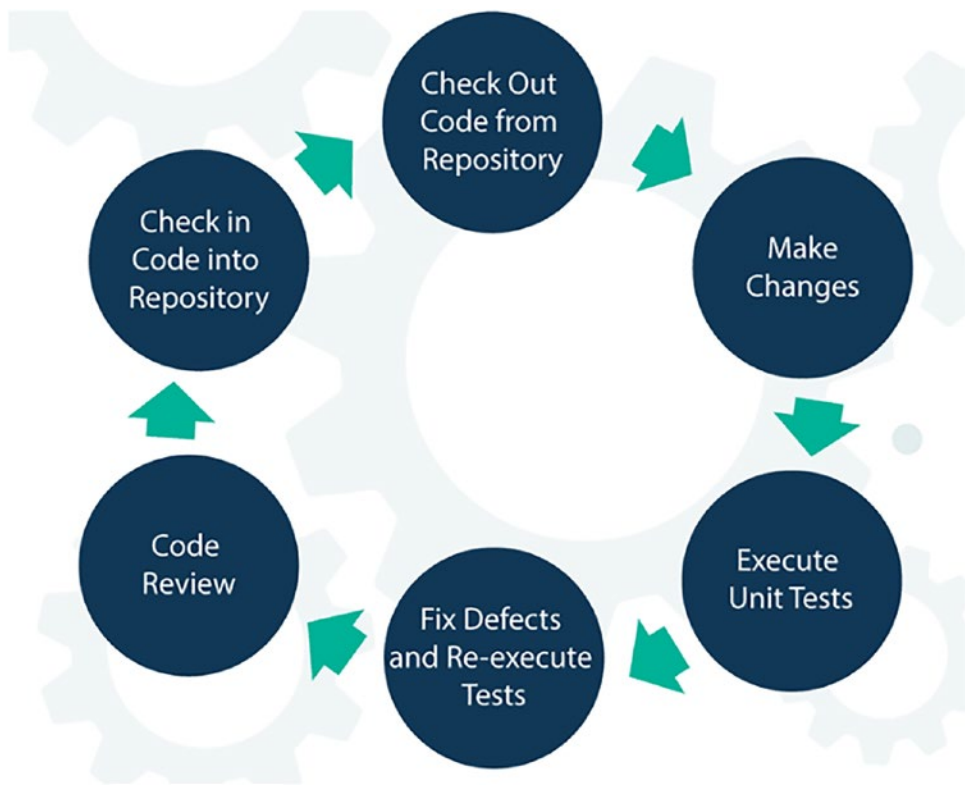 Check Out
Code from
Repository
Make
Changes
Execute
Unit Tests
Fix Defects
and Re-execute
Tests
Code
Review
Check in
Code into
Repository